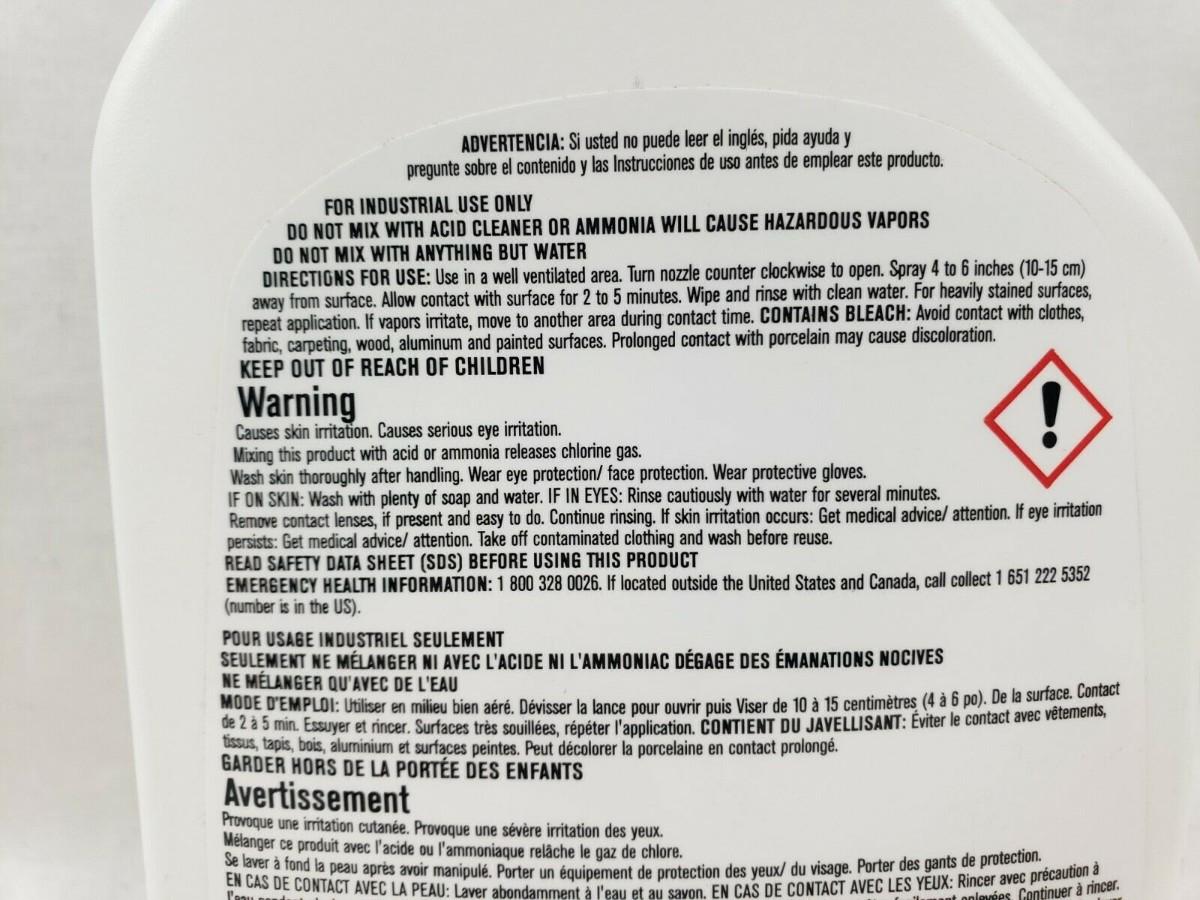 ADVERTENCIA: Si usted no puede leer el inglés, pida ayuda y
pregunte sobre el contenido y las Instrucciones de uso antes de emplear este producto.
FOR INDUSTRIAL USE ONLY
DO NOT MIX WITH ACID CLEANER OR AMMONIA WILL CAUSE HAZARDOUS VAPORS
DO NOT MIX WITH ANYTHING BUT WATER
DIRECTIONS FOR USE: Use in a well ventilated area. Turn nozzle counter clockwise to open. Spray 4 to 6 inches (10-15 cm)
away from surface. Allow contact with surface for 2 to 5 minutes. Wipe and rinse with clean water. For heavily stained surfaces,
repeat application. If vapors irritate, move to another area during contact time. CONTAINS BLEACH: Avoid contact with clothes,
fabric, carpeting, wood, aluminum and painted surfaces. Prolonged contact with porcelain may cause discoloration.
KEEP OUT OF REACH OF CHILDREN
Warning
Causes skin irritation. Causes serious eye irritation.
Mixing this product with acid or ammonia releases chlorine gas.
Wash skin thoroughly after handling. Wear eye protection/ face protection. Wear protective gloves.
IF ON SKIN: Wash with plenty of soap and water. IF IN EYES: Rinse cautiously with water for several minutes.
Remove contact lenses, if present and easy to do. Continue rinsing. If skin irritation occurs: Get medical advice/ attention. If eye irritation
persists: Get medical advice/ attention. Take off contaminated clothing and wash before reuse.
READ SAFETY DATA SHEET (SDS) BEFORE USING THIS PRODUCT
EMERGENCY HEALTH INFORMATION: 1 800 328 0026. If located outside the United States and Canada, call collect 1 651 222 5352
(number is in the US).
POUR USAGE INDUSTRIEL SEULEMENT
SEULEMENT NE MÉLANGER NI AVEC L'ACIDE NI L'AMMONIAC DÉGAGE DES ÉMANATIONS NOCIVES
NE MÉLANGER QU'AVEC DE L'EAU
MODE D'EMPLOI: Utiliser en milieu bien aéré. Dévisser la lance pour ouvrir puis Viser de 10 à 15 centimètres (4 à 6 po). De la surface. Contact
de 2 à 5 min. Essuyer et rincer. Surfaces très souillées, répéter l'application. CONTIENT DU JAVELLISANT: Éviter le contact avec vêtements,
tissus, tapis, bois, aluminium et surfaces peintes. Peut décolorer la porcelaine en contact prolongé.
GARDER HORS DE LA PORTÉE DES ENFANTS
Avertissement
Provoque une irritation cutanée. Provoque une sévère irritation des yeux.
Mélanger ce produit avec l'acide ou l'ammoniaque relâche le gaz de chlore.
Se laver à fond la peau après avoir manipulé. Porter un équipement de protection des yeux/ du visage. Porter des gants de protection.
EN CAS DE CONTACT AVEC LA PEAU: Laver abondamment à l'eau et au savon. EN CAS DE CONTACT AVEC LES YEUX: Rincer avec précaution à
l'eau enlevées. Continuer à rincer.